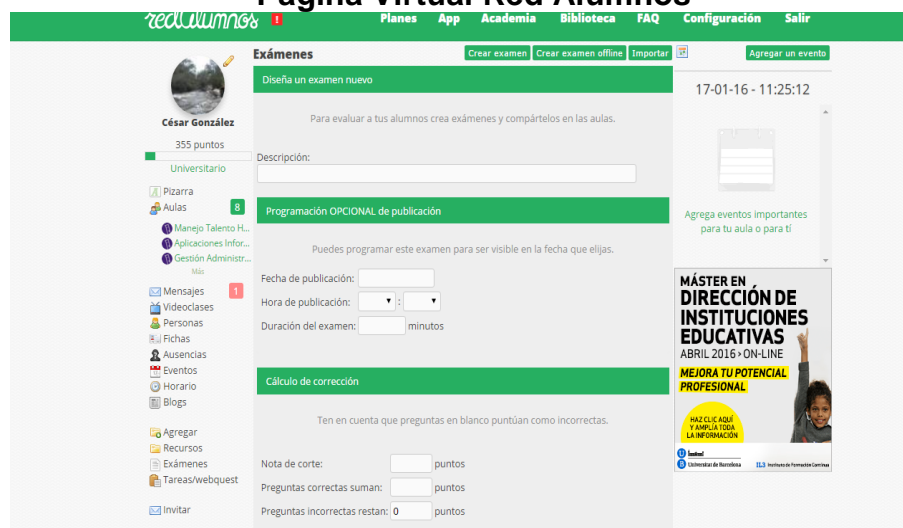 Página Virtual Red Alumnos
redAlumnos
Planes App Academia Biblioteca FAQ Configuración Salir
César González
355 puntos
Universitario
Pizarra
Aulas 8
Manejo Talento H...
Aplicaciones Infor...
Gestión Administr...
Más
Mensajes 1
Videoclases
Personas
Fichas
Ausencias
Eventos
Horario
Blogs
Agregar
Recursos
Exámenes
Tareas/webquest
Invitar
Exámenes
Crear examen Crear examen offline Importar
Diseña un examen nuevo
Para evaluar a tus alumnos crea exámenes y compártelos en las aulas.
Descripción:
Programación OPCIONAL de publicación
Puedes programar este examen para ser visible en la fecha que elijas.
Fecha de publicación:
Hora de publicación: :
Duración del examen: minutos
Cálculo de corrección
Ten en cuenta que preguntas en blanco puntúan como incorrectas.
Nota de corte: puntos
Preguntas correctas suman: puntos
Preguntas incorrectas restan: 0 puntos
Agregar un evento
17-01-16 - 11:25:12
Agrega eventos importantes
para tu aula o para tí
MÁSTER EN
DIRECCIÓN DE
INSTITUCIONES
EDUCATIVAS
ABRIL 2016 > ON-LINE
MEJORA TU POTENCIAL
PROFESIONAL
HAZ CLIC AQUÍ
Y AMPLÍA TODA
LA INFORMACIÓN
Universitat de Barcelona
IL3 Instituto de Formación Continua